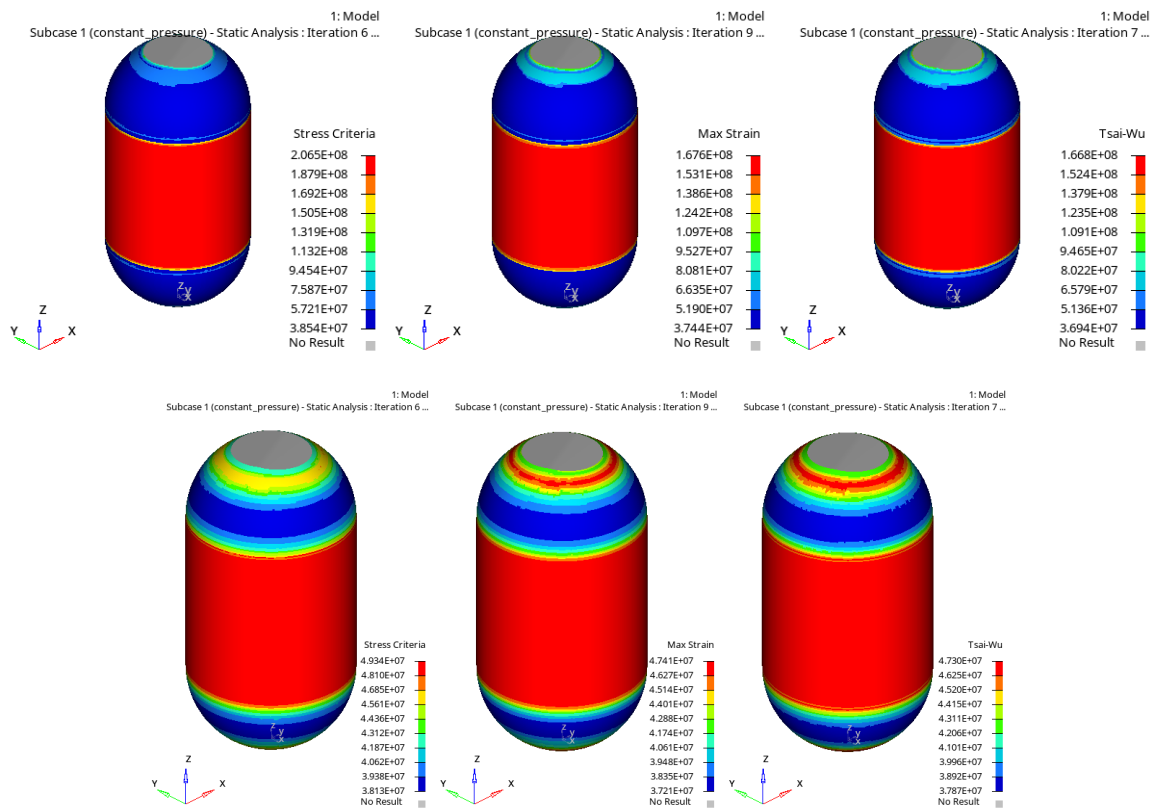 1: Model
Subcase 1 (constant_pressure) - Static Analysis : Iteration 6 ...
Stress Criteria
2.065E+08
1.879E+08
1.692E+08
1.505E+08
1.319E+08
1.132E+08
9.454E+07
7.587E+07
5.721E+07
3.854E+07
No Result
Z
Y
X
Z
Y
X
1: Model
Subcase 1 (constant_pressure) - Static Analysis : Iteration 9 ...
Max Strain
1.676E+08
1.531E+08
1.386E+08
1.242E+08
1.097E+08
9.527E+07
8.081E+07
6.635E+07
5.190E+07
3.744E+07
No Result
Z
Y
X
Z
Y
X
1: Model
Subcase 1 (constant_pressure) - Static Analysis : Iteration 7 ...
Tsai-Wu
1.668E+08
1.524E+08
1.379E+08
1.235E+08
1.091E+08
9.465E+07
8.022E+07
6.579E+07
5.136E+07
3.694E+07
No Result
Z
Y
X
Z
Y
X
1: Model
Subcase 1 (constant_pressure) - Static Analysis : Iteration 6 ...
Stress Criteria
4.934E+07
4.810E+07
4.685E+07
4.561E+07
4.436E+07
4.312E+07
4.187E+07
4.062E+07
3.938E+07
3.813E+07
No Result
Z
Y
X
Z
Y
X
1: Model
Subcase 1 (constant_pressure) - Static Analysis : Iteration 9 ...
Max Strain
4.741E+07
4.627E+07
4.514E+07
4.401E+07
4.288E+07
4.174E+07
4.061E+07
3.948E+07
3.835E+07
3.721E+07
No Result
Z
Y
X
Z
Y
X
1: Model
Subcase 1 (constant_pressure) - Static Analysis : Iteration 7 ...
Tsai-Wu
4.730E+07
4.625E+07
4.520E+07
4.415E+07
4.311E+07
4.206E+07
4.101E+07
3.996E+07
3.892E+07
3.787E+07
No Result
Z
Y
X
Z
Y
X